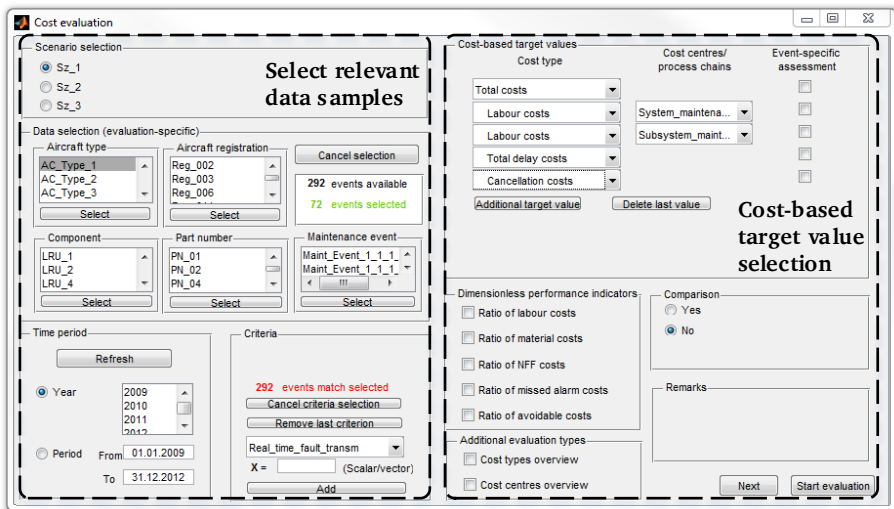 Cost evaluation
Scenario selection
Sz_1
Sz_2
Sz_3
Select relevant
data samples
Data selection (evaluation-specific)
Aircraft type
AC_Type_1
AC_Type_2
AC_Type_3
Select
Aircraft registration
Reg_002
Reg_003
Reg_006
Select
Cancel selection
292 events available
72 events selected
Component
LRU_1
LRU_2
LRU_4
Select
Part number
PN_01
PN_02
PN_04
Select
Maintenance event
Maint_Event_1_1_1_
Maint_Event_1_1_1_
Select
Time period
Refresh
Year
2009
2010
2011
2012
Period From 01.01.2009
To 31.12.2012
Criteria
292 events match selected
Cancel criteria selection
Remove last criterion
Real_time_fault_transm
X = (Scalar/vector)
Add
Cost-based target values
Cost type
Cost centres/
process chains
Event-specific
assessment
Total costs
Labour costs System_maintena...
Labour costs Subsystem_maint...
Total delay costs
Cancellation costs
Additional target value Delete last value
Cost-based
target value
selection
Dimensionless performance indicators
Ratio of labour costs
Ratio of material costs
Ratio of NFF costs
Ratio of missed alarm costs
Ratio of avoidable costs
Comparison
Yes
No
Remarks
Additional evaluation types
Cost types overview
Cost centres overview
Next Start evaluation